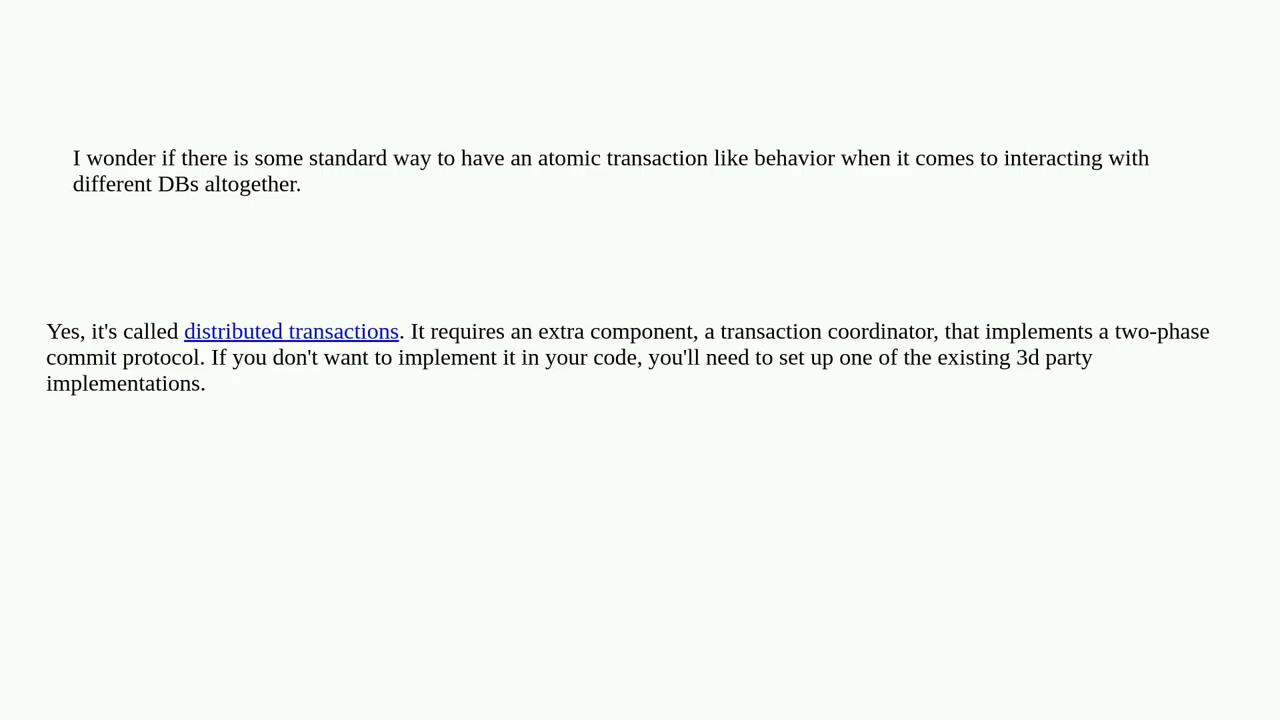 I wonder if there is some standard way to have an atomic transaction like behavior when it comes to interacting with
different DBs altogether.
Yes, it's called distributed transactions. It requires an extra component, a transaction coordinator, that implements a two-phase
commit protocol. If you don't want to implement it in your code, you'll need to set up one of the existing 3d party
implementations.